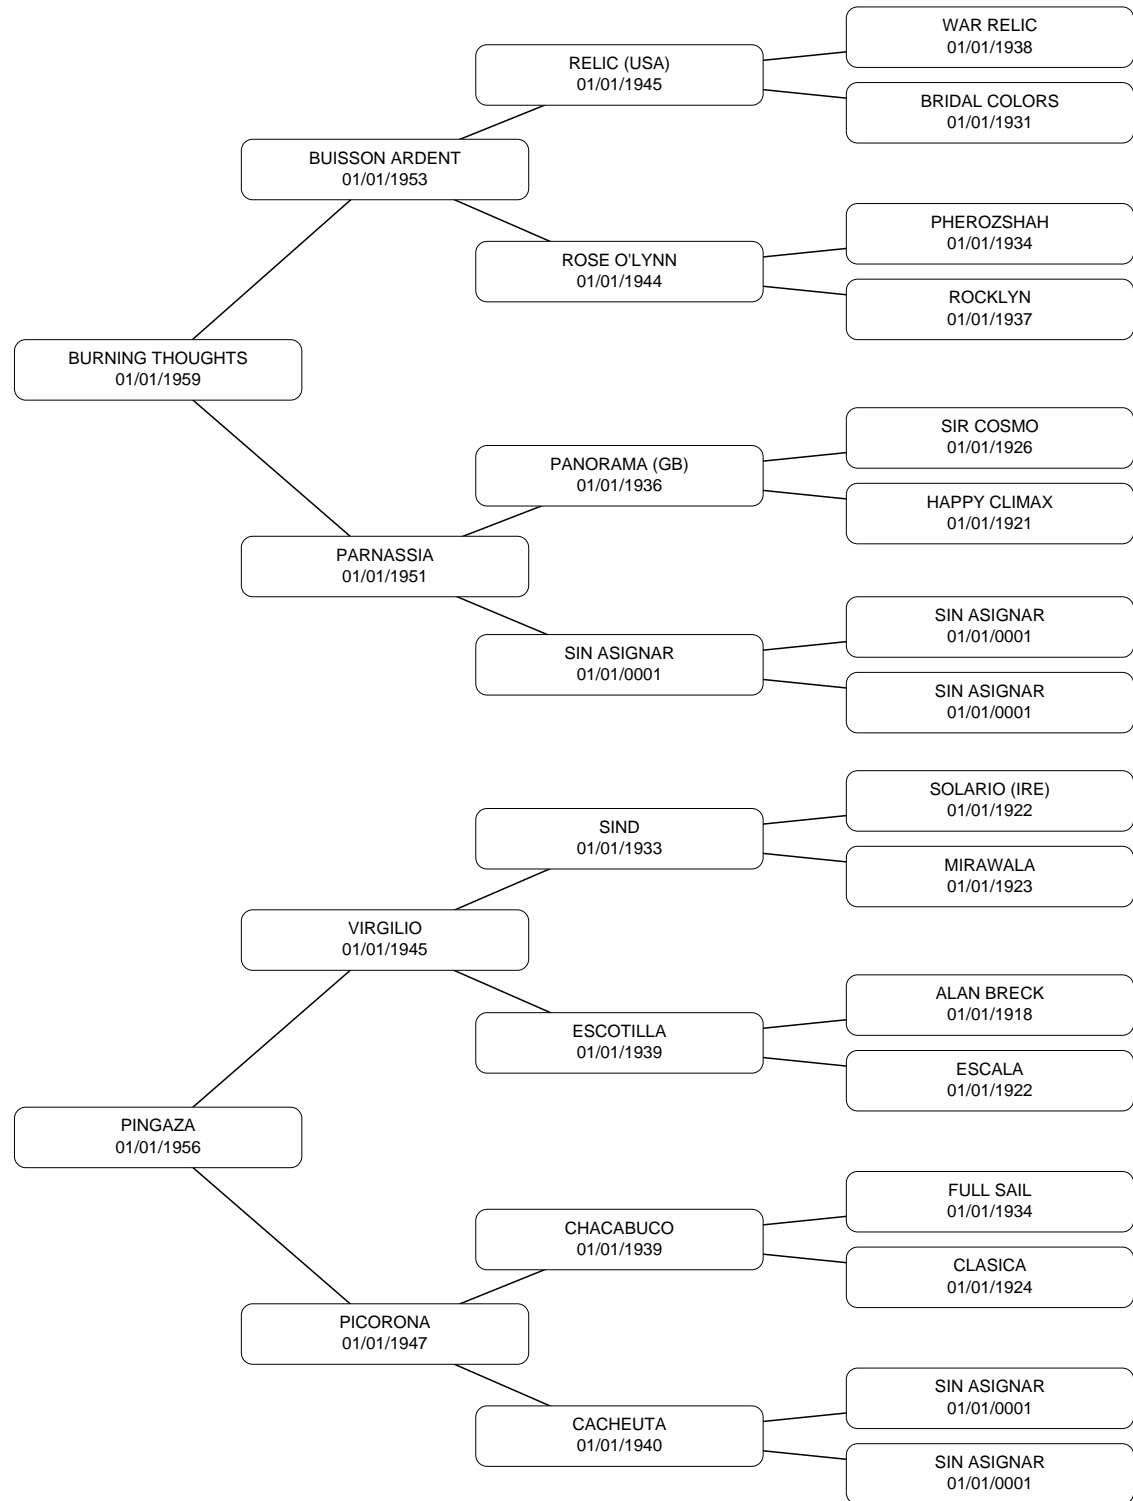 WAR RELIC
01/01/1938
RELIC (USA)
01/01/1945
BRIDAL COLORS
01/01/1931
BUISSON ARDENT
01/01/1953
PHEROZSHAH
01/01/1934
ROSE O'LYNN
01/01/1944
ROCKLYN
01/01/1937
BURNING THOUGHTS
01/01/1959
SIR COSMO
01/01/1926
PANORAMA (GB)
01/01/1936
HAPPY CLIMAX
01/01/1921
PARNASSIA
01/01/1951
SIN ASIGNAR
01/01/0001
SIN ASIGNAR
01/01/0001
SIN ASIGNAR
01/01/0001
SOLARIO (IRE)
01/01/1922
SIND
01/01/1933
MIRAWALA
01/01/1923
VIRGILIO
01/01/1945
ALAN BRECK
01/01/1918
ESCOTILLA
01/01/1939
ESCALA
01/01/1922
PINGAZA
01/01/1956
FULL SAIL
01/01/1934
CHACABUCO
01/01/1939
CLASICA
01/01/1924
PICORONA
01/01/1947
SIN ASIGNAR
01/01/0001
CACHEUTA
01/01/1940
SIN ASIGNAR
01/01/0001